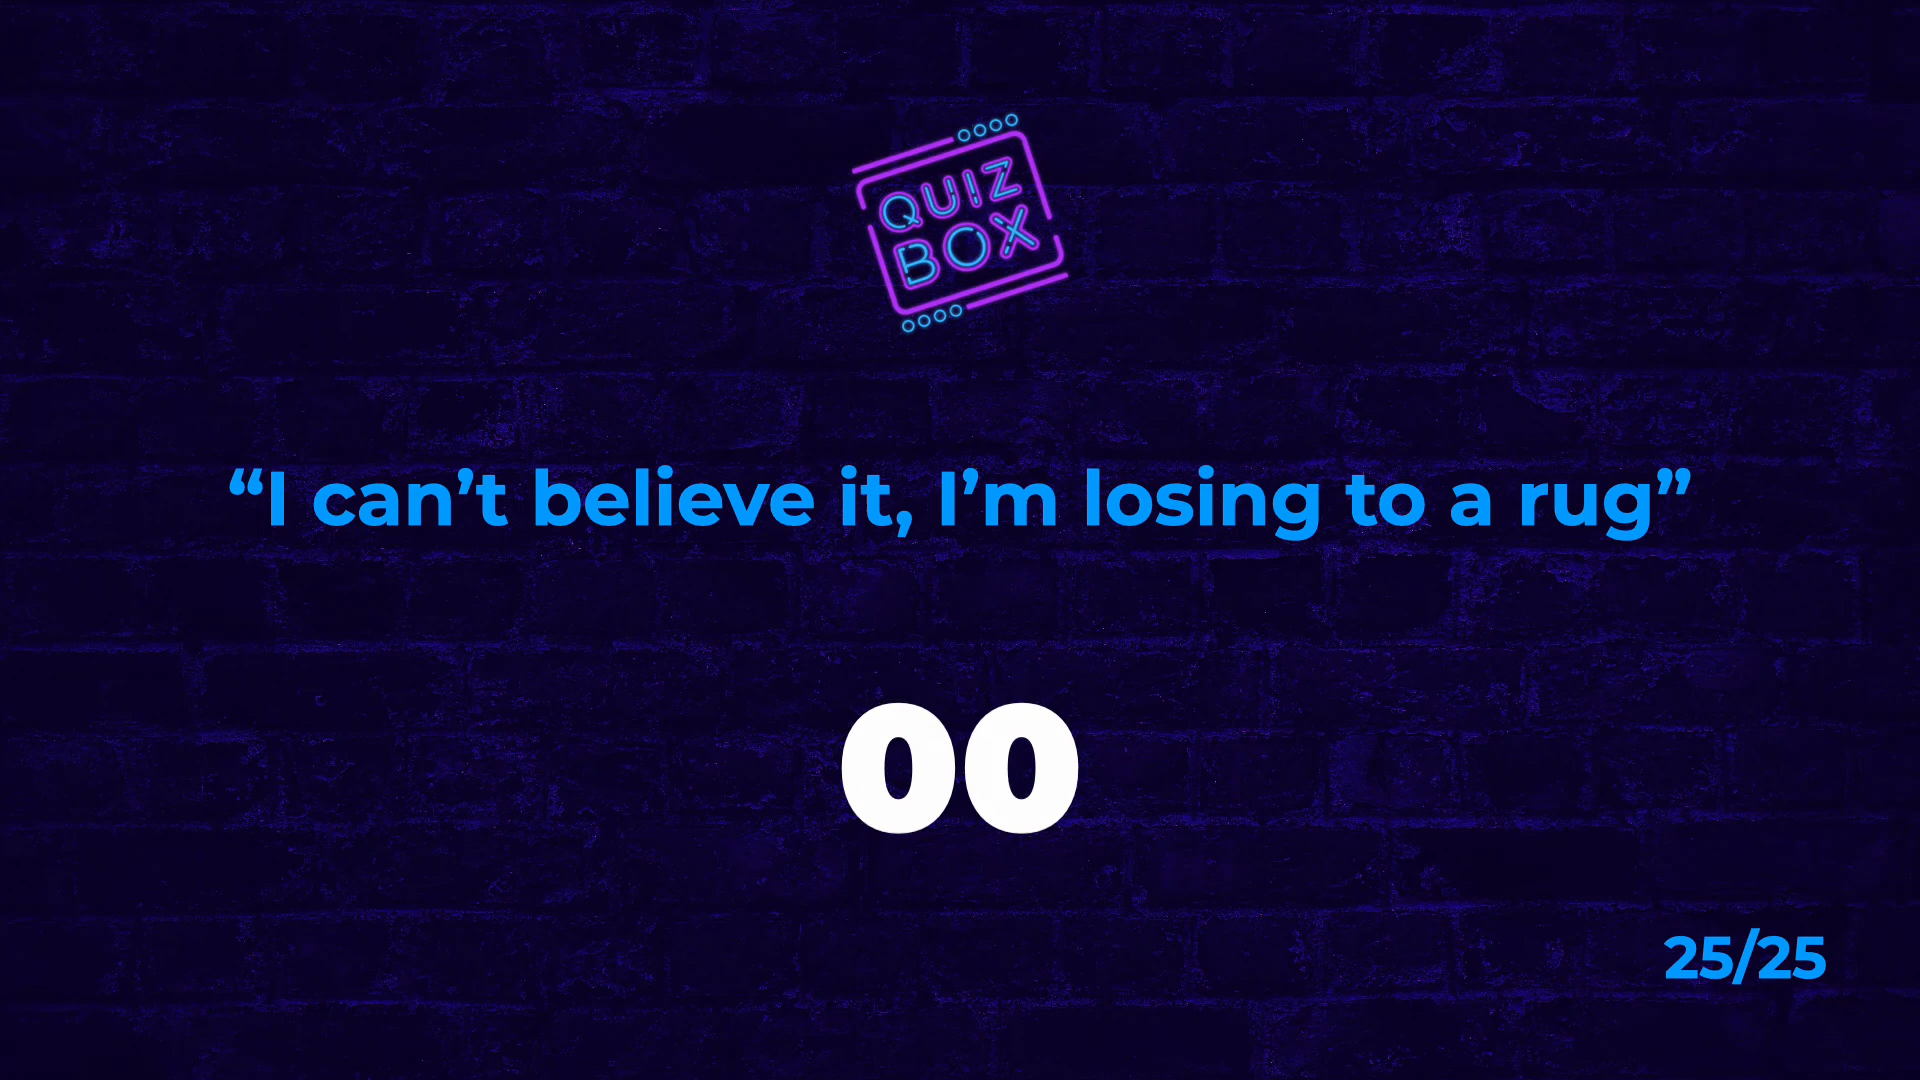 QUIZ
BOX
“I can’t believe it, I’m losing to a rug”
00
25/25